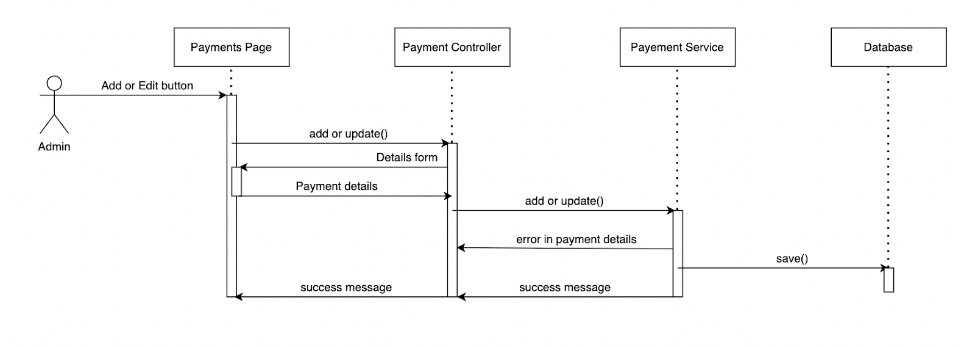 Payments Page
Payment Controller
Payement Service
Database
Add or Edit button
Admin
add or update()
Details form
Payment details
add or update()
error in payment details
save()
success message
success message